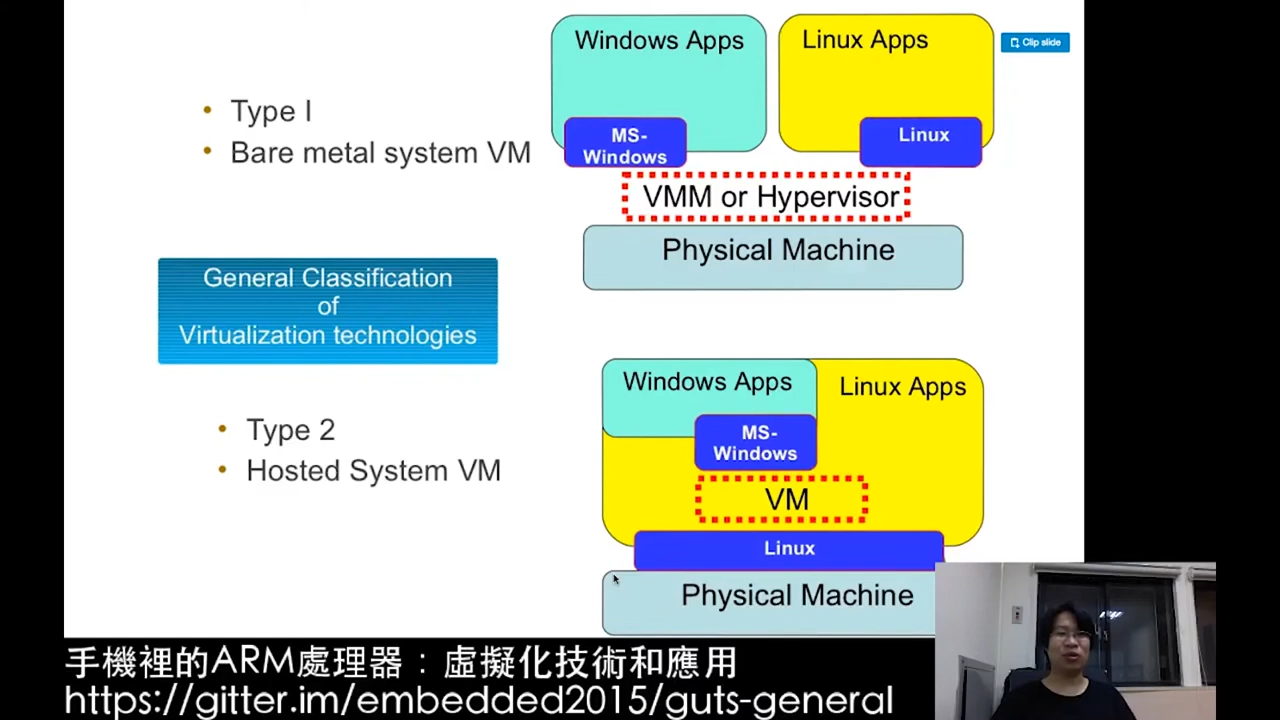 Windows Apps
Linux Apps
Clip slide
Type I
Bare metal system VM
MS-
Windows
Linux
VMM or Hypervisor
Physical Machine
General Classification
of
Virtualization technologies
Windows Apps
Linux Apps
Type 2
Hosted System VM
MS-
Windows
VM
Linux
Physical Machine
手機裡的ARM處理器：虛擬化技術和應用
https://gitter.im/embedded2015/guts-general